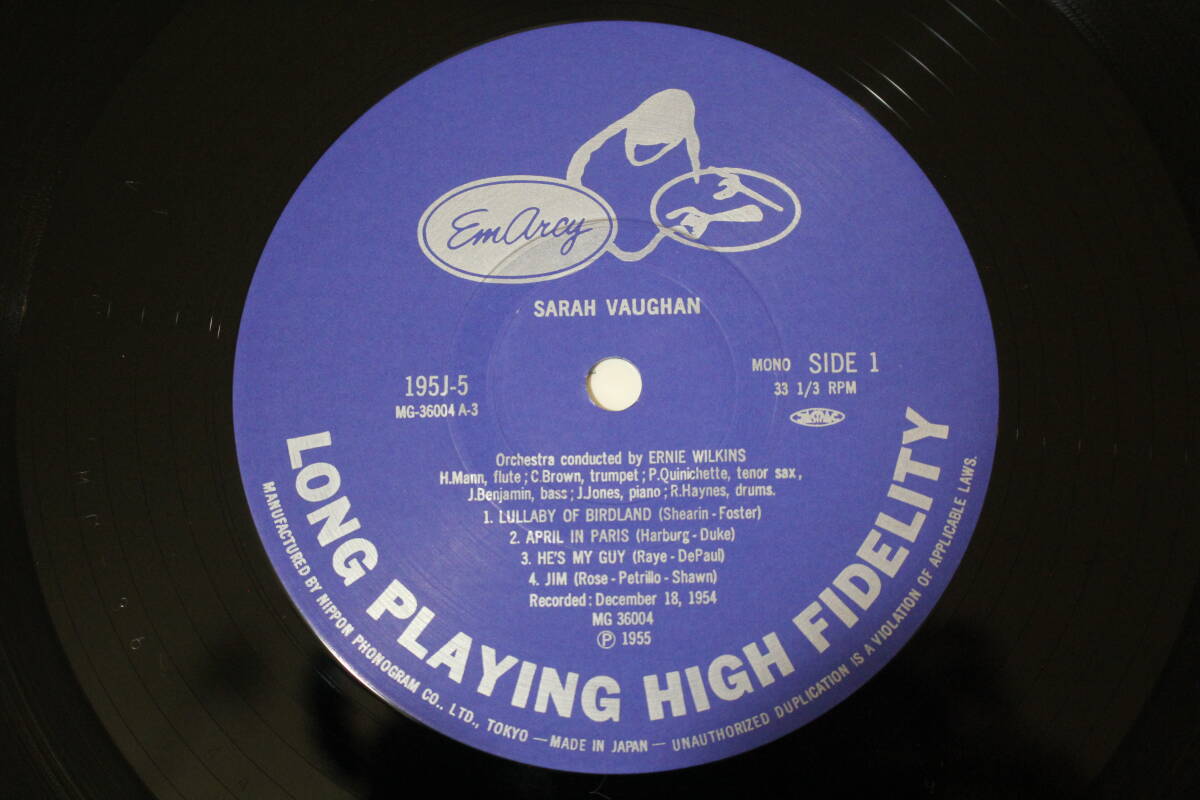 EmArcy
SARAH VAUGHAN
195J-5
MG-36004 A-3
MONO SIDE 1
33 1/3 RPM
Orchestra conducted by ERNIE WILKINS
H.Mann, flute ; C.Brown, trumpet ; P.Quinichette, tenor sax,
J.Benjamin, bass ; J.Jones, piano ; R.Haynes, drums.
1. LULLABY OF BIRDLAND (Shearin - Foster)
2. APRIL IN PARIS (Harburg - Duke)
3. HE'S MY GUY (Raye - DePaul)
4. JIM (Rose - Petrillo - Shawn)
Recorded : December 18, 1954
MG 36004
Ⓟ 1955
LONG PLAYING HIGH FIDELITY
MANUFACTURED BY NIPPON PHONOGRAM CO., LTD., TOKYO — MADE IN JAPAN — UNAUTHORIZED DUPLICATION IS A VIOLATION OF APPLICABLE LAWS.